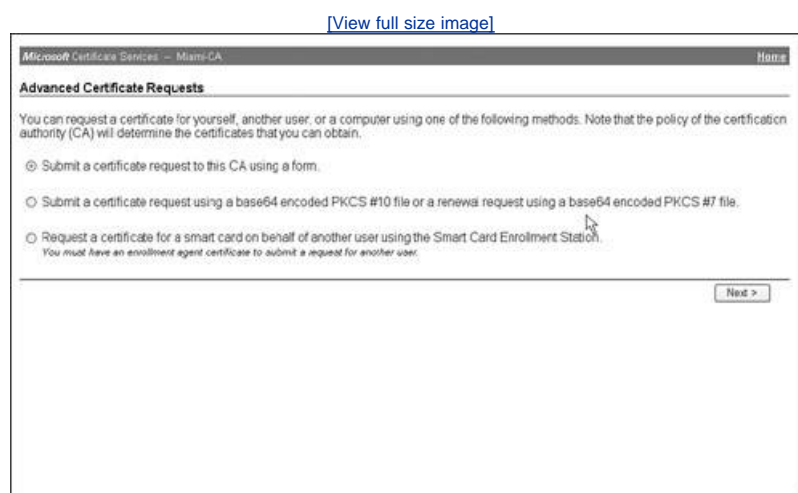 [View full size image]
Microsoft Certificate Services -- Miami-CA Home
Advanced Certificate Requests
You can request a certificate for yourself, another user, or a computer using one of the following methods. Note that the policy of the certification
authority (CA) will determine the certificates that you can obtain.
Submit a certificate request to this CA using a form.
Submit a certificate request using a base64 encoded PKCS #10 file or a renewal request using a base64 encoded PKCS #7 file.
Request a certificate for a smart card on behalf of another user using the Smart Card Enrollment Station.
You must have an enrollment agent certificate to submit a request for another user.
Next >